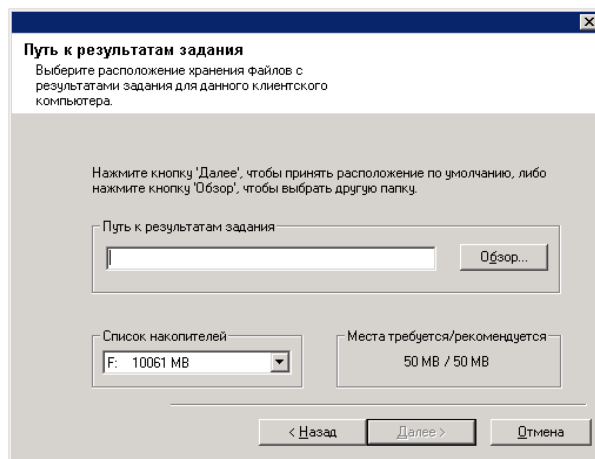 Путь к результатам задания
Выберите расположение хранения файлов с
результатами задания для данного клиентского
компьютера.
Нажмите кнопку 'Далее', чтобы принять расположение по умолчанию, либо
нажмите кнопку 'Обзор', чтобы выбрать другую папку.
Путь к результатам задания
Обзор...
Список накопителей
Места требуется/рекомендуется
F: 10061 MB
50 MB / 50 MB
< Назад
Далее >
Отмена